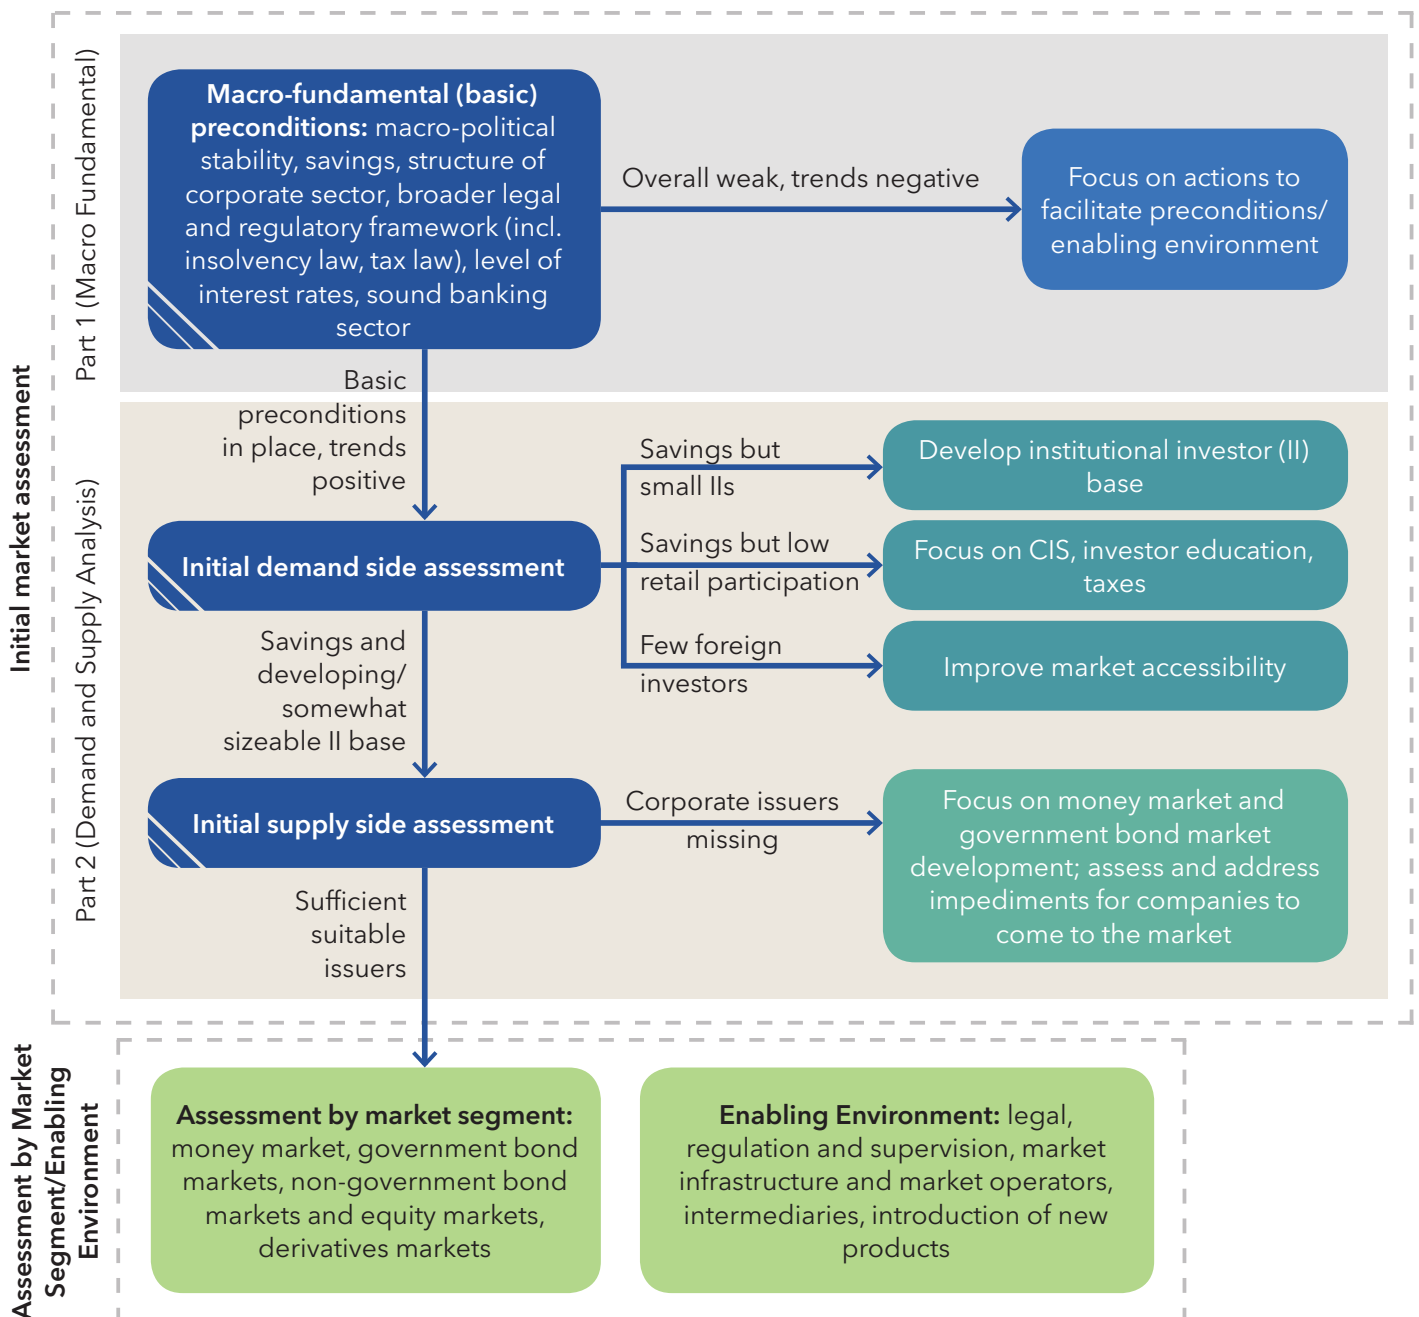 Initial market assessment
Part 1 (Macro Fundamental)
Macro-fundamental (basic)
preconditions: macro-political
stability, savings, structure of
corporate sector, broader legal
and regulatory framework (incl.
insolvency law, tax law), level of
interest rates, sound banking
sector
Overall weak, trends negative
Focus on actions to
facilitate preconditions/
enabling environment
Basic
preconditions
in place, trends
positive
Part 2 (Demand and Supply Analysis)
Initial demand side assessment
Savings but
small IIs
Develop institutional investor (II)
base
Savings but low
retail participation
Focus on CIS, investor education,
taxes
Few foreign
investors
Improve market accessibility
Savings and
developing/
somewhat
sizeable II base
Initial supply side assessment
Corporate issuers
missing
Focus on money market and
government bond market
development; assess and address
impediments for companies to
come to the market
Sufficient
suitable
issuers
Assessment by Market
Segment/Enabling
Environment
Assessment by market segment:
money market, government bond
markets, non-government bond
markets and equity markets,
derivatives markets
Enabling Environment: legal,
regulation and supervision, market
infrastructure and market operators,
intermediaries, introduction of new
products